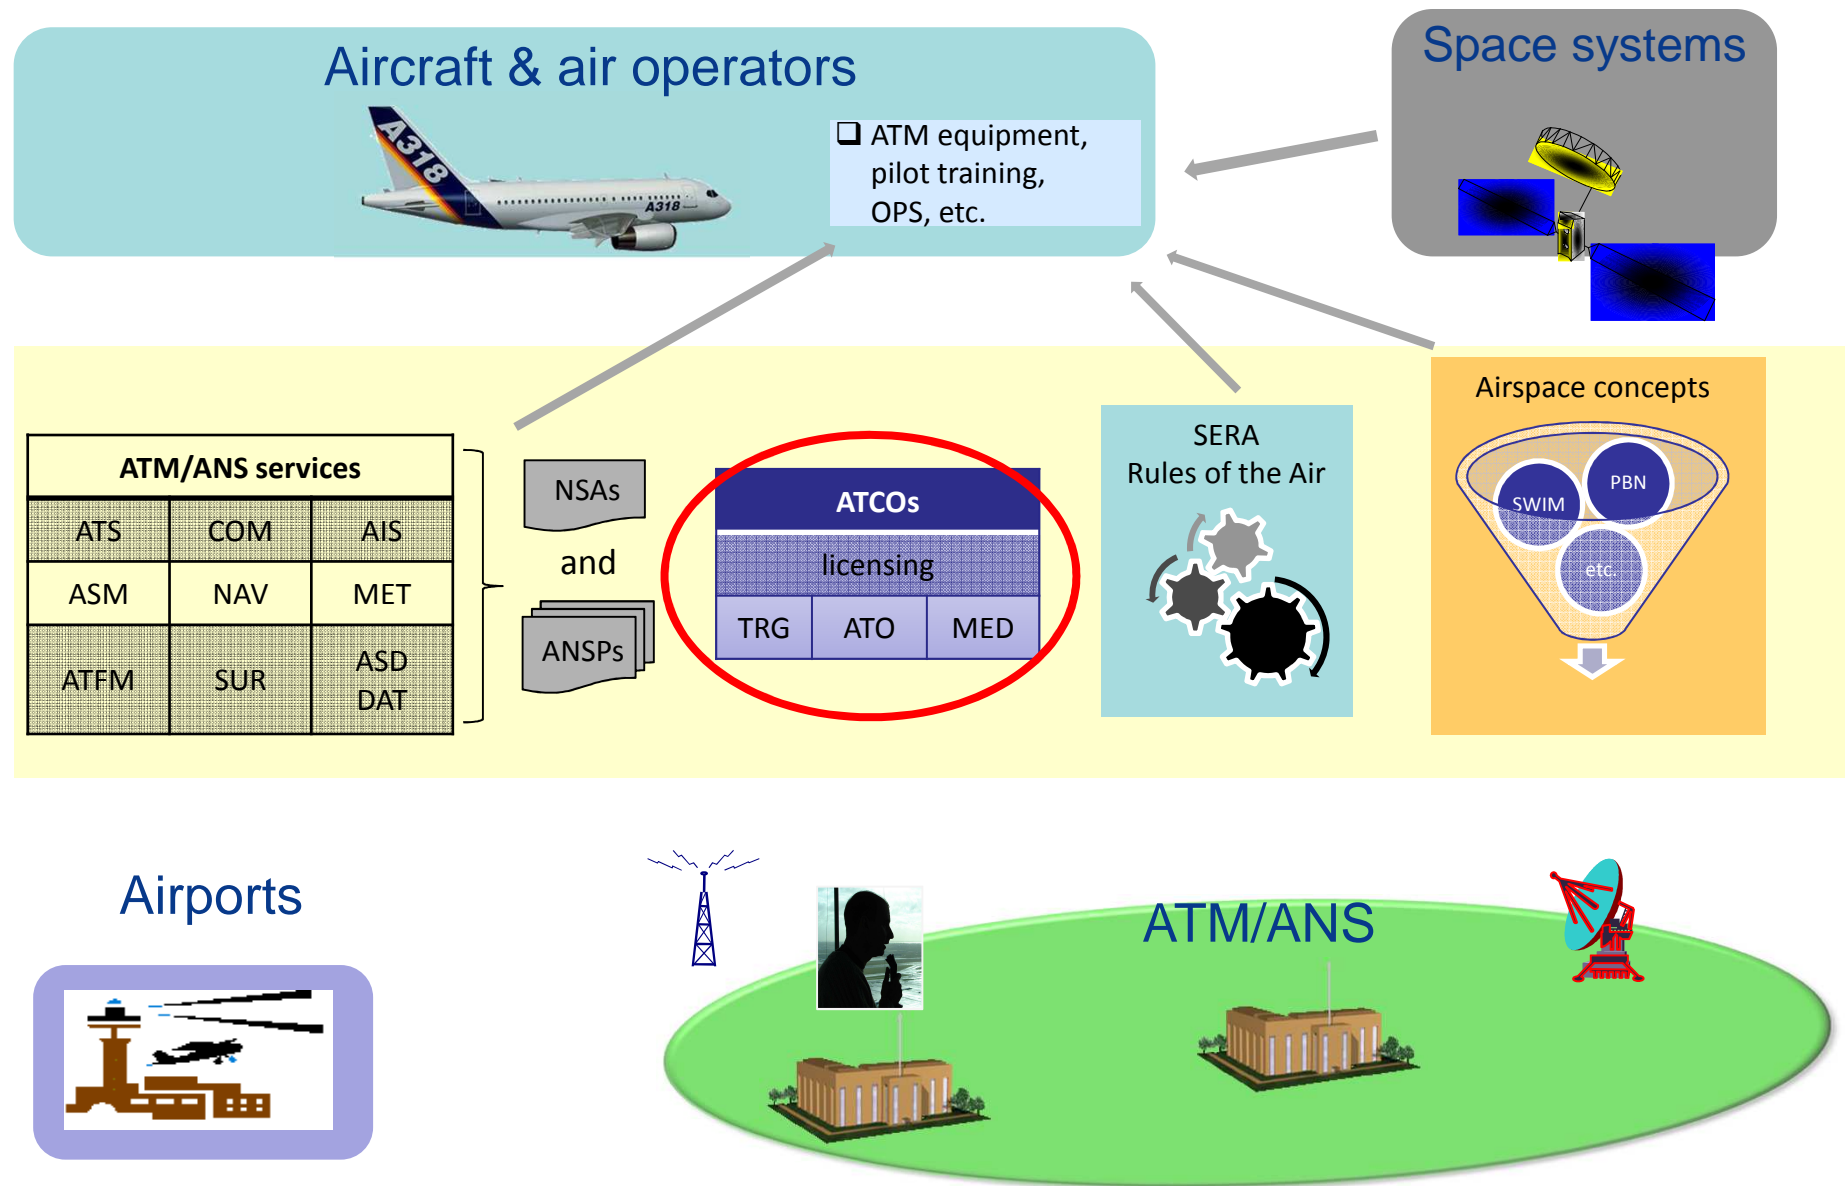 Aircraft & air operators
Space systems
A318
A318
❑ ATM equipment,
pilot training,
OPS, etc.
ATM/ANS services
ATS COM AIS
ASM NAV MET
ATFM SUR ASD
DAT
NSAs
and
ANSPs
ATCOs
licensing
TRG ATO MED
SERA
Rules of the Air
Airspace concepts
SWIM
PBN
etc.
Airports
ATM/ANS